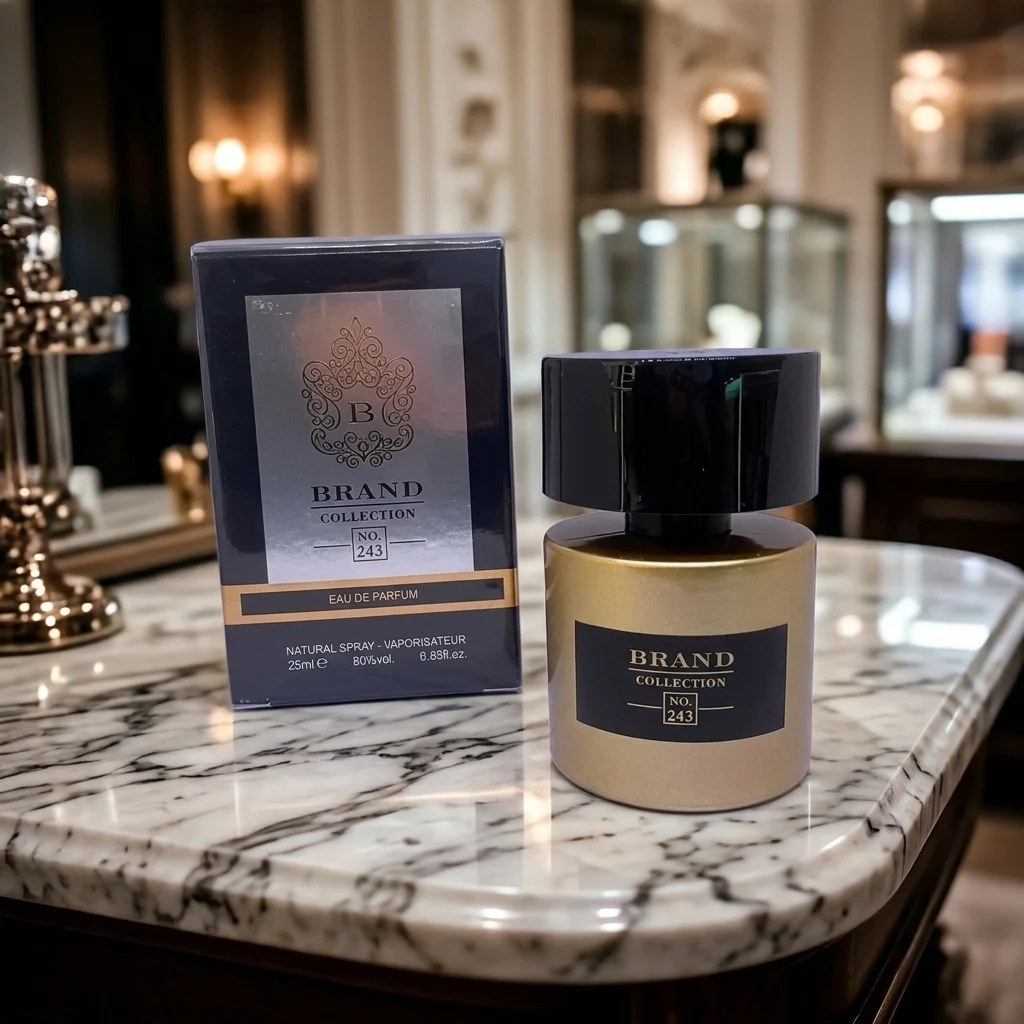 B
BRAND
COLLECTION
NO.
243
EAU DE PARFUM
NATURAL SPRAY - VAPORISATEUR
25ml ℮ 80%vol. 0.85fl.oz.
BRAND
COLLECTION
NO.
243